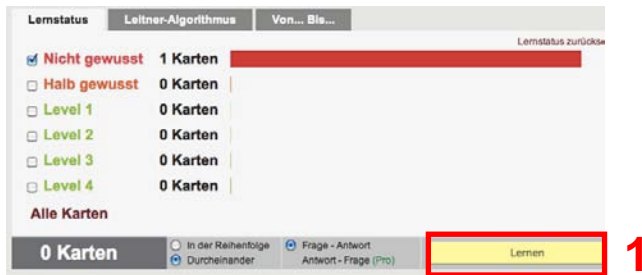 Lernstatus Leitner-Algorithmus Von... Bis...
Lernstatus zurückse
Nicht gewusst 1 Karten
Halb gewusst 0 Karten
Level 1 0 Karten
Level 2 0 Karten
Level 3 0 Karten
Level 4 0 Karten
Alle Karten
0 Karten
In der Reihenfolge
Durcheinander
Frage - Antwort
Antwort - Frage (Pro)
Lernen
1